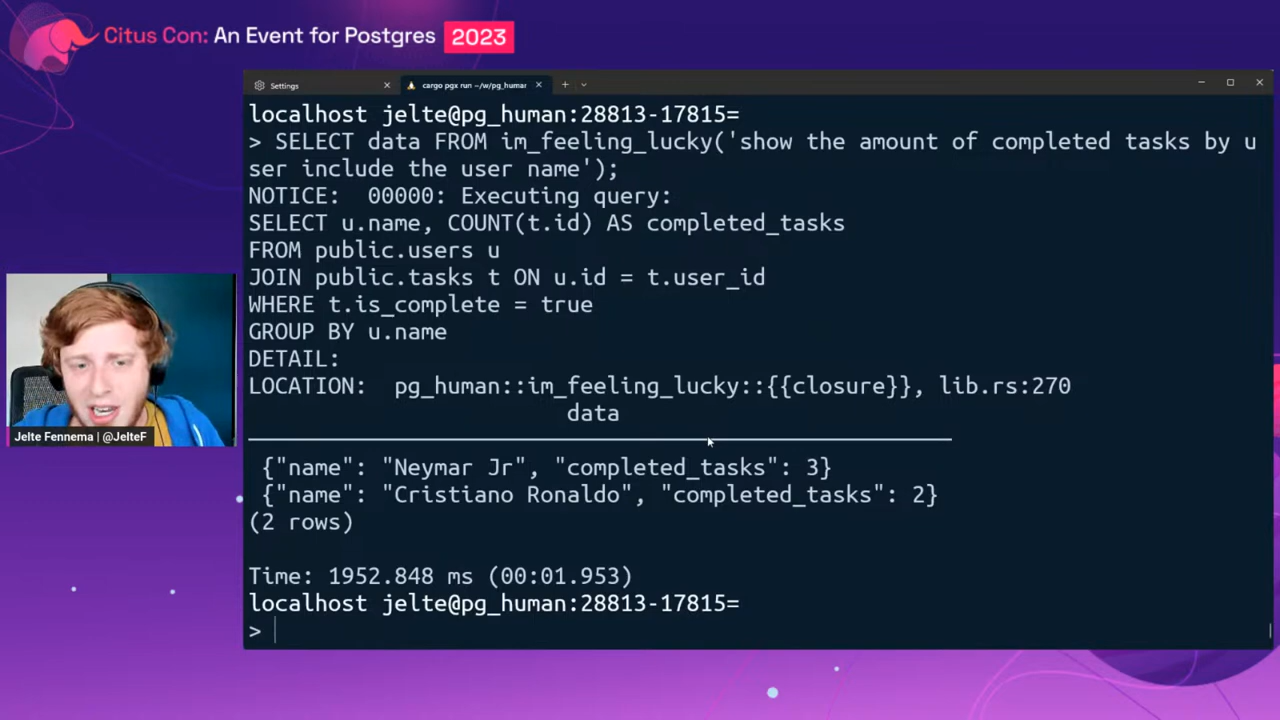 Citus Con: An Event for Postgres 2023
Settings
cargo pgx run ~/w/pg_humar
localhost jelte@pg_human:28813-17815=
> SELECT data FROM im_feeling_lucky('show the amount of completed tasks by u
ser include the user name');
NOTICE:  00000: Executing query:
SELECT u.name, COUNT(t.id) AS completed_tasks
FROM public.users u
JOIN public.tasks t ON u.id = t.user_id
WHERE t.is_complete = true
GROUP BY u.name
DETAIL:
LOCATION:  pg_human::im_feeling_lucky::{{closure}}, lib.rs:270
data
{"name": "Neymar Jr", "completed_tasks": 3}
{"name": "Cristiano Ronaldo", "completed_tasks": 2}
(2 rows)
Time: 1952.848 ms (00:01.953)
localhost jelte@pg_human:28813-17815=
>
Jelte Fennema | @JelteF